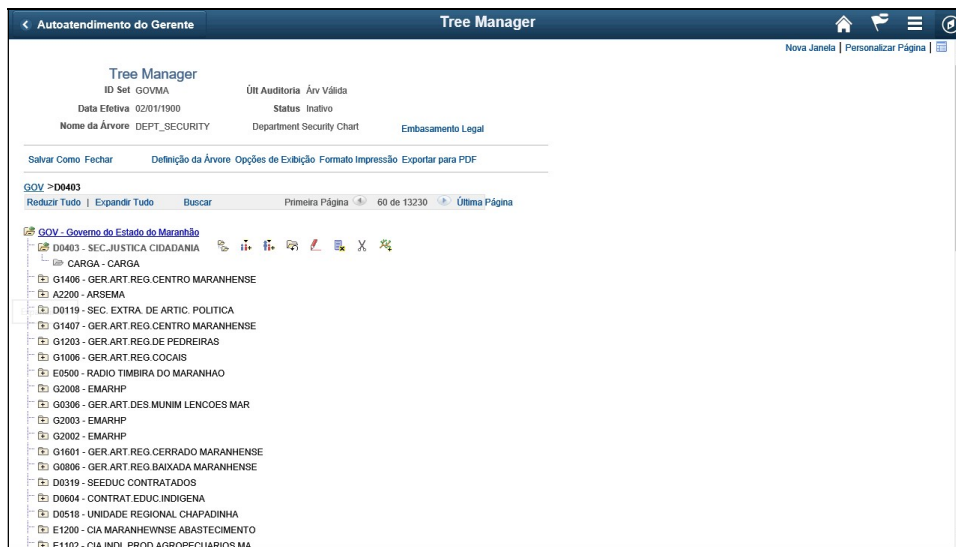 Autoatendimento do Gerente
Tree Manager
Nova Janela | Personalizar Página |
Tree Manager
ID Set GOVMA Últ Auditoria Árv Válida
Data Efetiva 02/01/1900 Status Inativo
Nome da Árvore DEPT_SECURITY Department Security Chart Embasamento Legal
Salvar Como Fechar Definição da Árvore Opções de Exibição Formato Impressão Exportar para PDF
GOV >D0403
Reduzir Tudo | Expandir Tudo Buscar Primeira Página 60 de 13230 Última Página
GOV - Governo do Estado do Maranhão
D0403 - SEC.JUSTICA CIDADANIA
CARGA - CARGA
G1406 - GER.ART.REG.CENTRO MARANHENSE
A2200 - ARSEMA
D0119 - SEC. EXTRA. DE ARTIC. POLITICA
G1407 - GER.ART.REG.CENTRO MARANHENSE
G1203 - GER.ART.REG.DE PEDREIRAS
G1006 - GER.ART.REG.COCAIS
E0500 - RADIO TIMBIRA DO MARANHAO
G2008 - EMARHP
G0306 - GER.ART.DES.MUNIM LENCOES MAR
G2003 - EMARHP
G2002 - EMARHP
G1601 - GER.ART.REG.CERRADO MARANHENSE
G0806 - GER.ART.REG.BAIXADA MARANHENSE
D0319 - SEEDUC CONTRATADOS
D0604 - CONTRAT.EDUC.INDIGENA
D0518 - UNIDADE REGIONAL CHAPADINHA
E1200 - CIA MARANHEWNSE ABASTECIMENTO
E1102 - CIA.INDL.PROD.AGROPECUARIOS MA